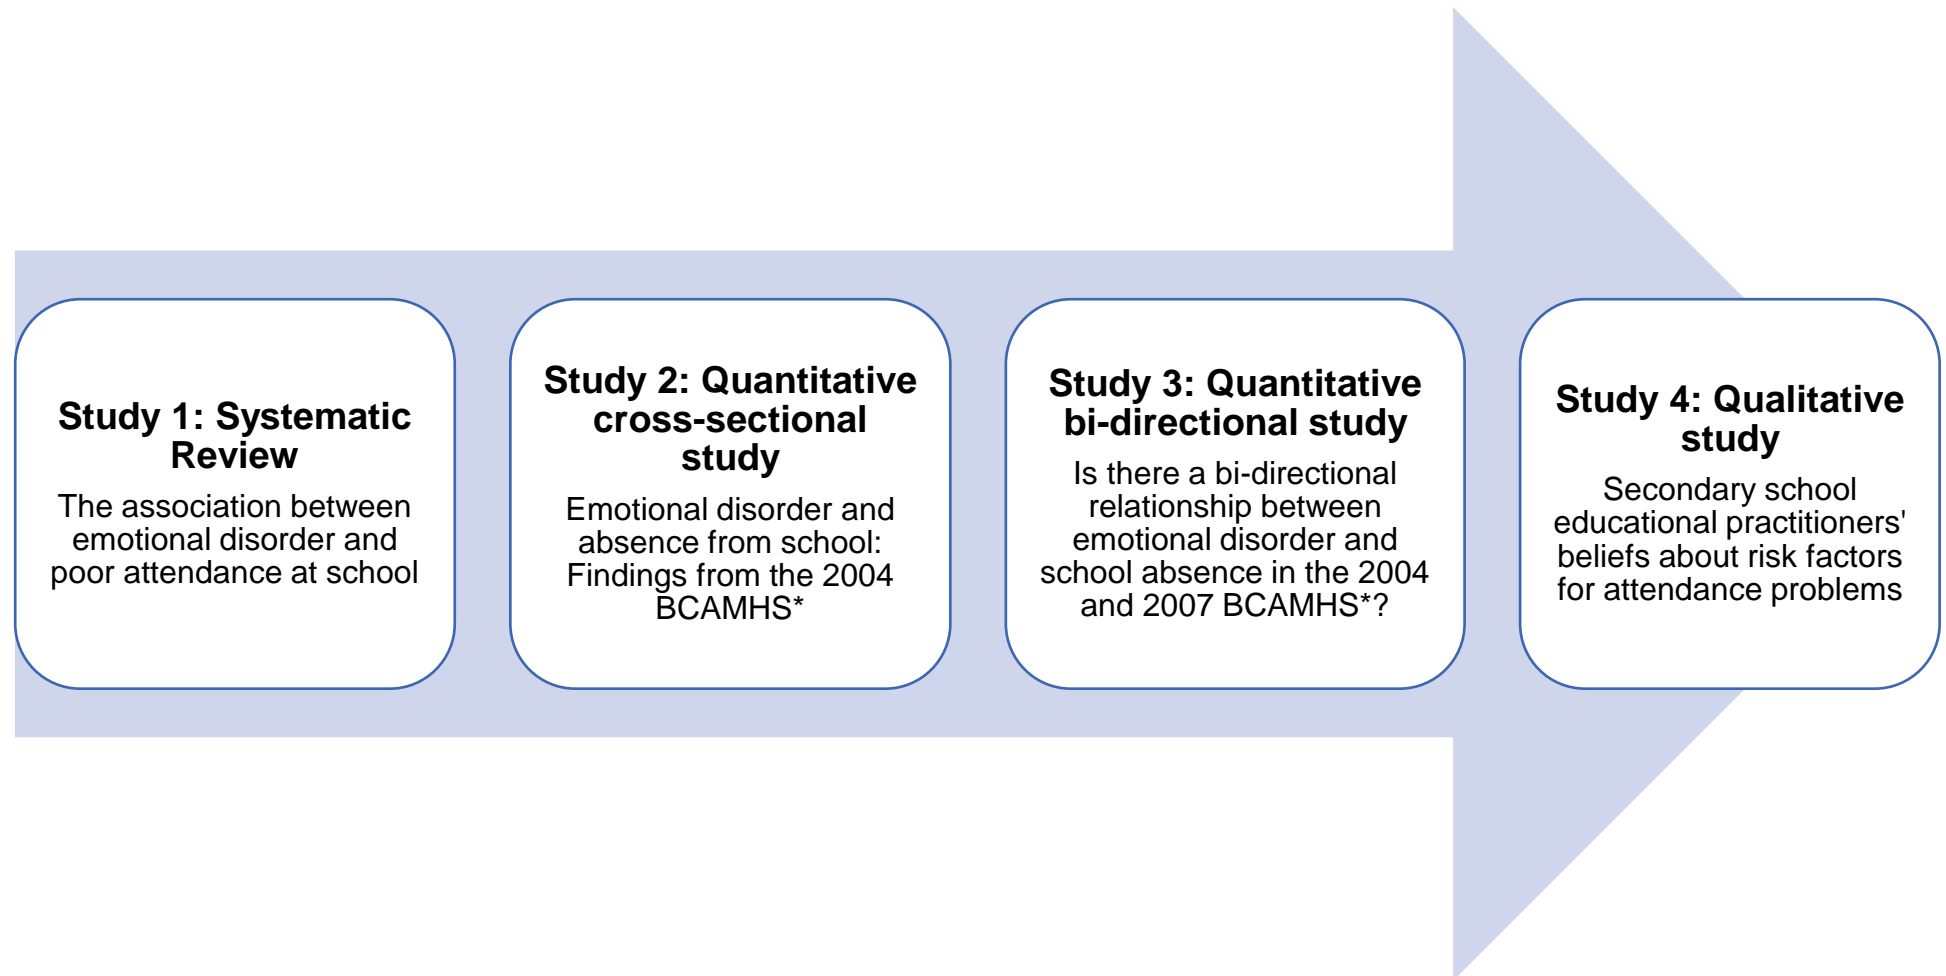 Study 1: Systematic
Review
The association between
emotional disorder and
poor attendance at school
Study 2: Quantitative
cross-sectional
study
Emotional disorder and
absence from school:
Findings from the 2004
BCAMHS*
Study 3: Quantitative
bi-directional study
Is there a bi-directional
relationship between
emotional disorder and
school absence in the 2004
and 2007 BCAMHS*?
Study 4: Qualitative
study
Secondary school
educational practitioners'
beliefs about risk factors
for attendance problems